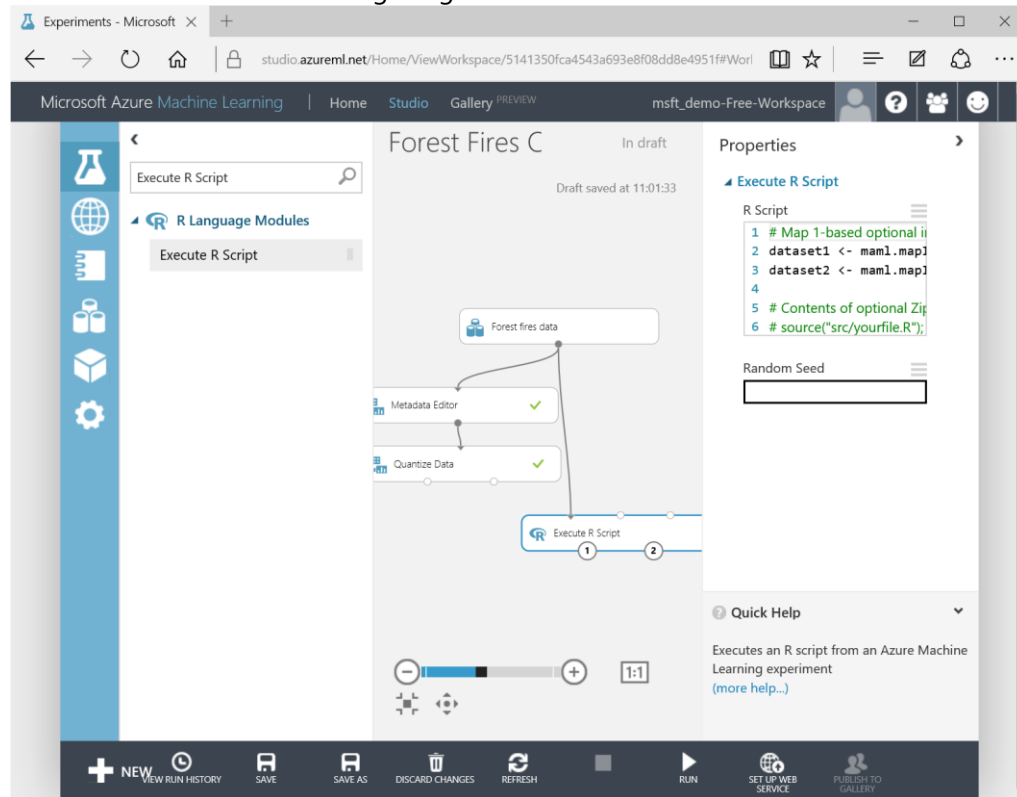 Experiments - Microsoft
studio.azureml.net/Home/ViewWorkspace/5141350fca4543a693e8f08dd8e4951f#Worl
Microsoft Azure Machine Learning | Home Studio Gallery PREVIEW msft_demo-Free-Workspace
Execute R Script
R Language Modules
Execute R Script
Forest Fires C In draft
Draft saved at 11:01:33
Forest fires data
Metadata Editor
Quantize Data
Execute R Script
1 2
1:1
Properties
Execute R Script
R Script
1 # Map 1-based optional in
2 dataset1 <- maml.mapI
3 dataset2 <- maml.mapI
4
5 # Contents of optional Zip
6 # source("src/yourfile.R");
Random Seed
Quick Help
Executes an R script from an Azure Machine
Learning experiment
(more help...)
NEW VIEW RUN HISTORY SAVE SAVE AS DISCARD CHANGES REFRESH RUN SET UP WEB SERVICE PUBLISH TO GALLERY